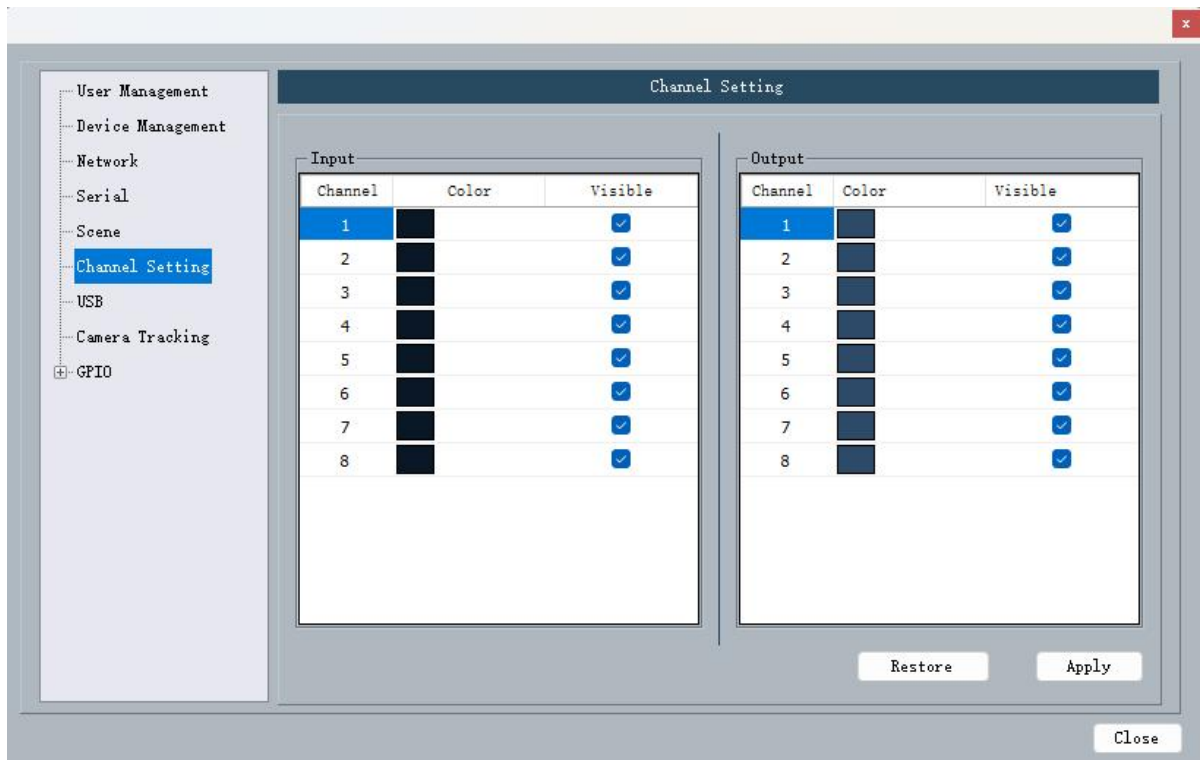 x
User Management
Device Management
Network
Serial
Scene
Channel Setting
USB
Camera Tracking
GPIO
Channel Setting
Input
Channel Color Visible
1
2
3
4
5
6
7
8
Output
Channel Color Visible
1
2
3
4
5
6
7
8
Restore Apply
Close